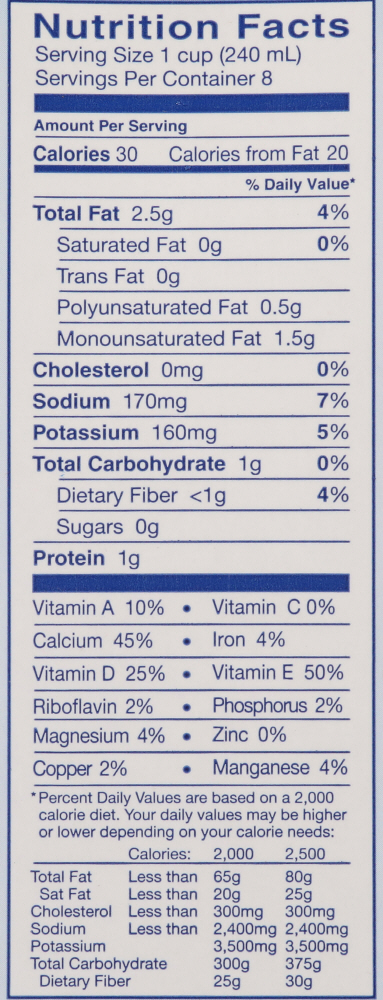 Nutrition Facts
Serving Size 1 cup (240 mL)
Servings Per Container 8
Amount Per Serving
Calories 30 Calories from Fat 20
% Daily Value*
Total Fat 2.5g 4%
Saturated Fat 0g 0%
Trans Fat 0g
Polyunsaturated Fat 0.5g
Monounsaturated Fat 1.5g
Cholesterol 0mg 0%
Sodium 170mg 7%
Potassium 160mg 5%
Total Carbohydrate 1g 0%
Dietary Fiber <1g 4%
Sugars 0g
Protein 1g
Vitamin A 10% • Vitamin C 0%
Calcium 45% • Iron 4%
Vitamin D 25% • Vitamin E 50%
Riboflavin 2% • Phosphorus 2%
Magnesium 4% • Zinc 0%
Copper 2% • Manganese 4%
*Percent Daily Values are based on a 2,000
calorie diet. Your daily values may be higher
or lower depending on your calorie needs:
Calories: 2,000 2,500
Total Fat Less than 65g 80g
Sat Fat Less than 20g 25g
Cholesterol Less than 300mg 300mg
Sodium Less than 2,400mg 2,400mg
Potassium 3,500mg 3,500mg
Total Carbohydrate 300g 375g
Dietary Fiber 25g 30g